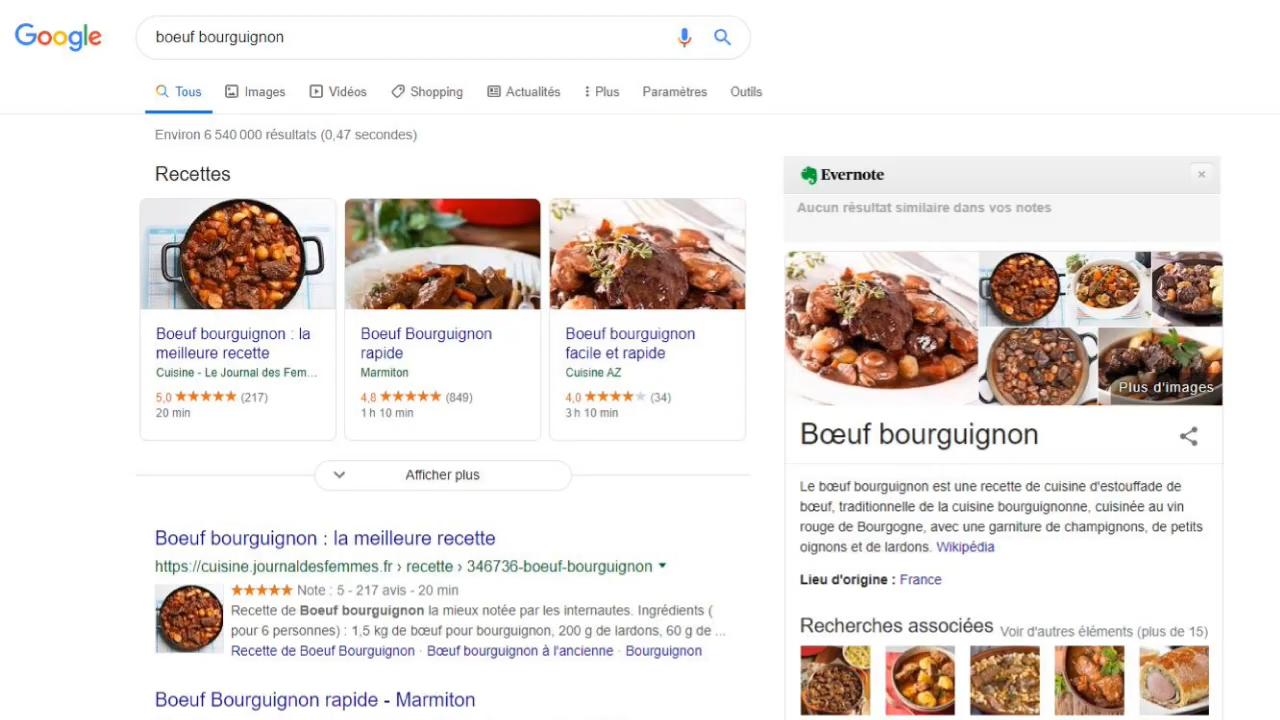 Google
boeuf bourguignon
Tous
Images
Vidéos
Shopping
Actualités
Plus
Paramètres
Outils
Environ 6 540 000 résultats (0,47 secondes)
Recettes
Boeuf bourguignon : la
meilleure recette
Cuisine - Le Journal des Fem...
5,0 ★★★★★ (217)
20 min
Boeuf Bourguignon
rapide
Marmiton
4,8 ★★★★★ (849)
1 h 10 min
Boeuf bourguignon
facile et rapide
Cuisine AZ
4,0 ★★★★★ (34)
3 h 10 min
Afficher plus
Boeuf bourguignon : la meilleure recette
https://cuisine.journaldesfemmes.fr › recette › 346736-boeuf-bourguignon
★★★★★ Note : 5 - 217 avis - 20 min
Recette de Boeuf bourguignon la mieux notée par les internautes. Ingrédients (
pour 6 personnes) : 1,5 kg de bœuf pour bourguignon, 200 g de lardons, 60 g de ...
Recette de Boeuf Bourguignon · Bœuf bourguignon à l'ancienne · Bourguignon
Boeuf Bourguignon rapide - Marmiton
Evernote
×
Aucun résultat similaire dans vos notes
Plus d'images
Bœuf bourguignon
Le bœuf bourguignon est une recette de cuisine d'estouffade de
bœuf, traditionnelle de la cuisine bourguignonne, cuisinée au vin
rouge de Bourgogne, avec une garniture de champignons, de petits
oignons et de lardons. Wikipédia
Lieu d'origine : France
Recherches associées
Voir d'autres éléments (plus de 15)